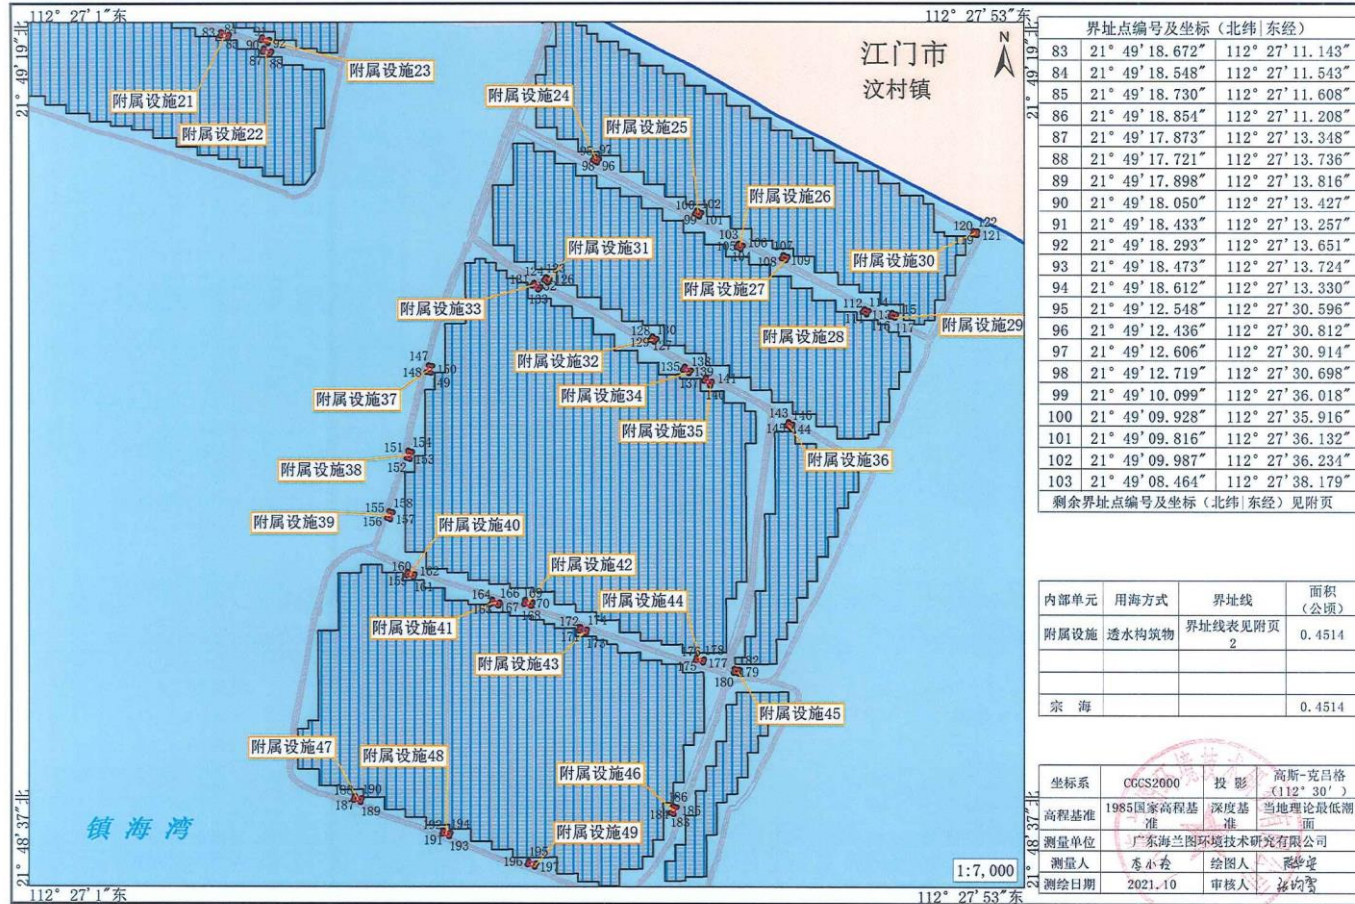 112° 27′1″东
112° 27′53″东
21° 49′19″北
21° 49′19″北
N
江门市
汶村镇
附属设施21
附属设施22
附属设施23
附属设施24
附属设施25
附属设施26
附属设施27
附属设施28
附属设施29
附属设施30
附属设施31
附属设施32
附属设施33
附属设施34
附属设施35
附属设施36
附属设施37
附属设施38
附属设施39
附属设施40
附属设施41
附属设施42
附属设施43
附属设施44
附属设施45
附属设施46
附属设施47
附属设施48
附属设施49
镇海湾
1:7,000
21° 48′37″北
21° 48′37″北
112° 27′1″东
112° 27′53″东
界址点编号及坐标（北纬|东经）
83 21° 49′18.672″ 112° 27′11.143″
84 21° 49′18.548″ 112° 27′11.543″
85 21° 49′18.730″ 112° 27′11.608″
86 21° 49′18.854″ 112° 27′11.208″
87 21° 49′17.873″ 112° 27′13.348″
88 21° 49′17.721″ 112° 27′13.736″
89 21° 49′17.898″ 112° 27′13.816″
90 21° 49′18.050″ 112° 27′13.427″
91 21° 49′18.433″ 112° 27′13.257″
92 21° 49′18.293″ 112° 27′13.651″
93 21° 49′18.473″ 112° 27′13.724″
94 21° 49′18.612″ 112° 27′13.330″
95 21° 49′12.548″ 112° 27′30.596″
96 21° 49′12.436″ 112° 27′30.812″
97 21° 49′12.606″ 112° 27′30.914″
98 21° 49′12.719″ 112° 27′30.698″
99 21° 49′10.099″ 112° 27′36.018″
100 21° 49′09.928″ 112° 27′35.916″
101 21° 49′09.816″ 112° 27′36.132″
102 21° 49′09.987″ 112° 27′36.234″
103 21° 49′08.464″ 112° 27′38.179″
剩余界址点编号及坐标（北纬|东经）见附页
内部单元 用海方式 界址线 面积（公顷）
附属设施 透水构筑物 界址线表见附页2 0.4514
宗 海 0.4514
坐标系 CGCS2000 投 影 高斯-克吕格（112° 30′）
高程基准 1985国家高程基准 深度基准 当地理论最低潮面
测量单位 广东海兰图环境技术研究有限公司
测量人 绘图人
测绘日期 2021.10 审核人